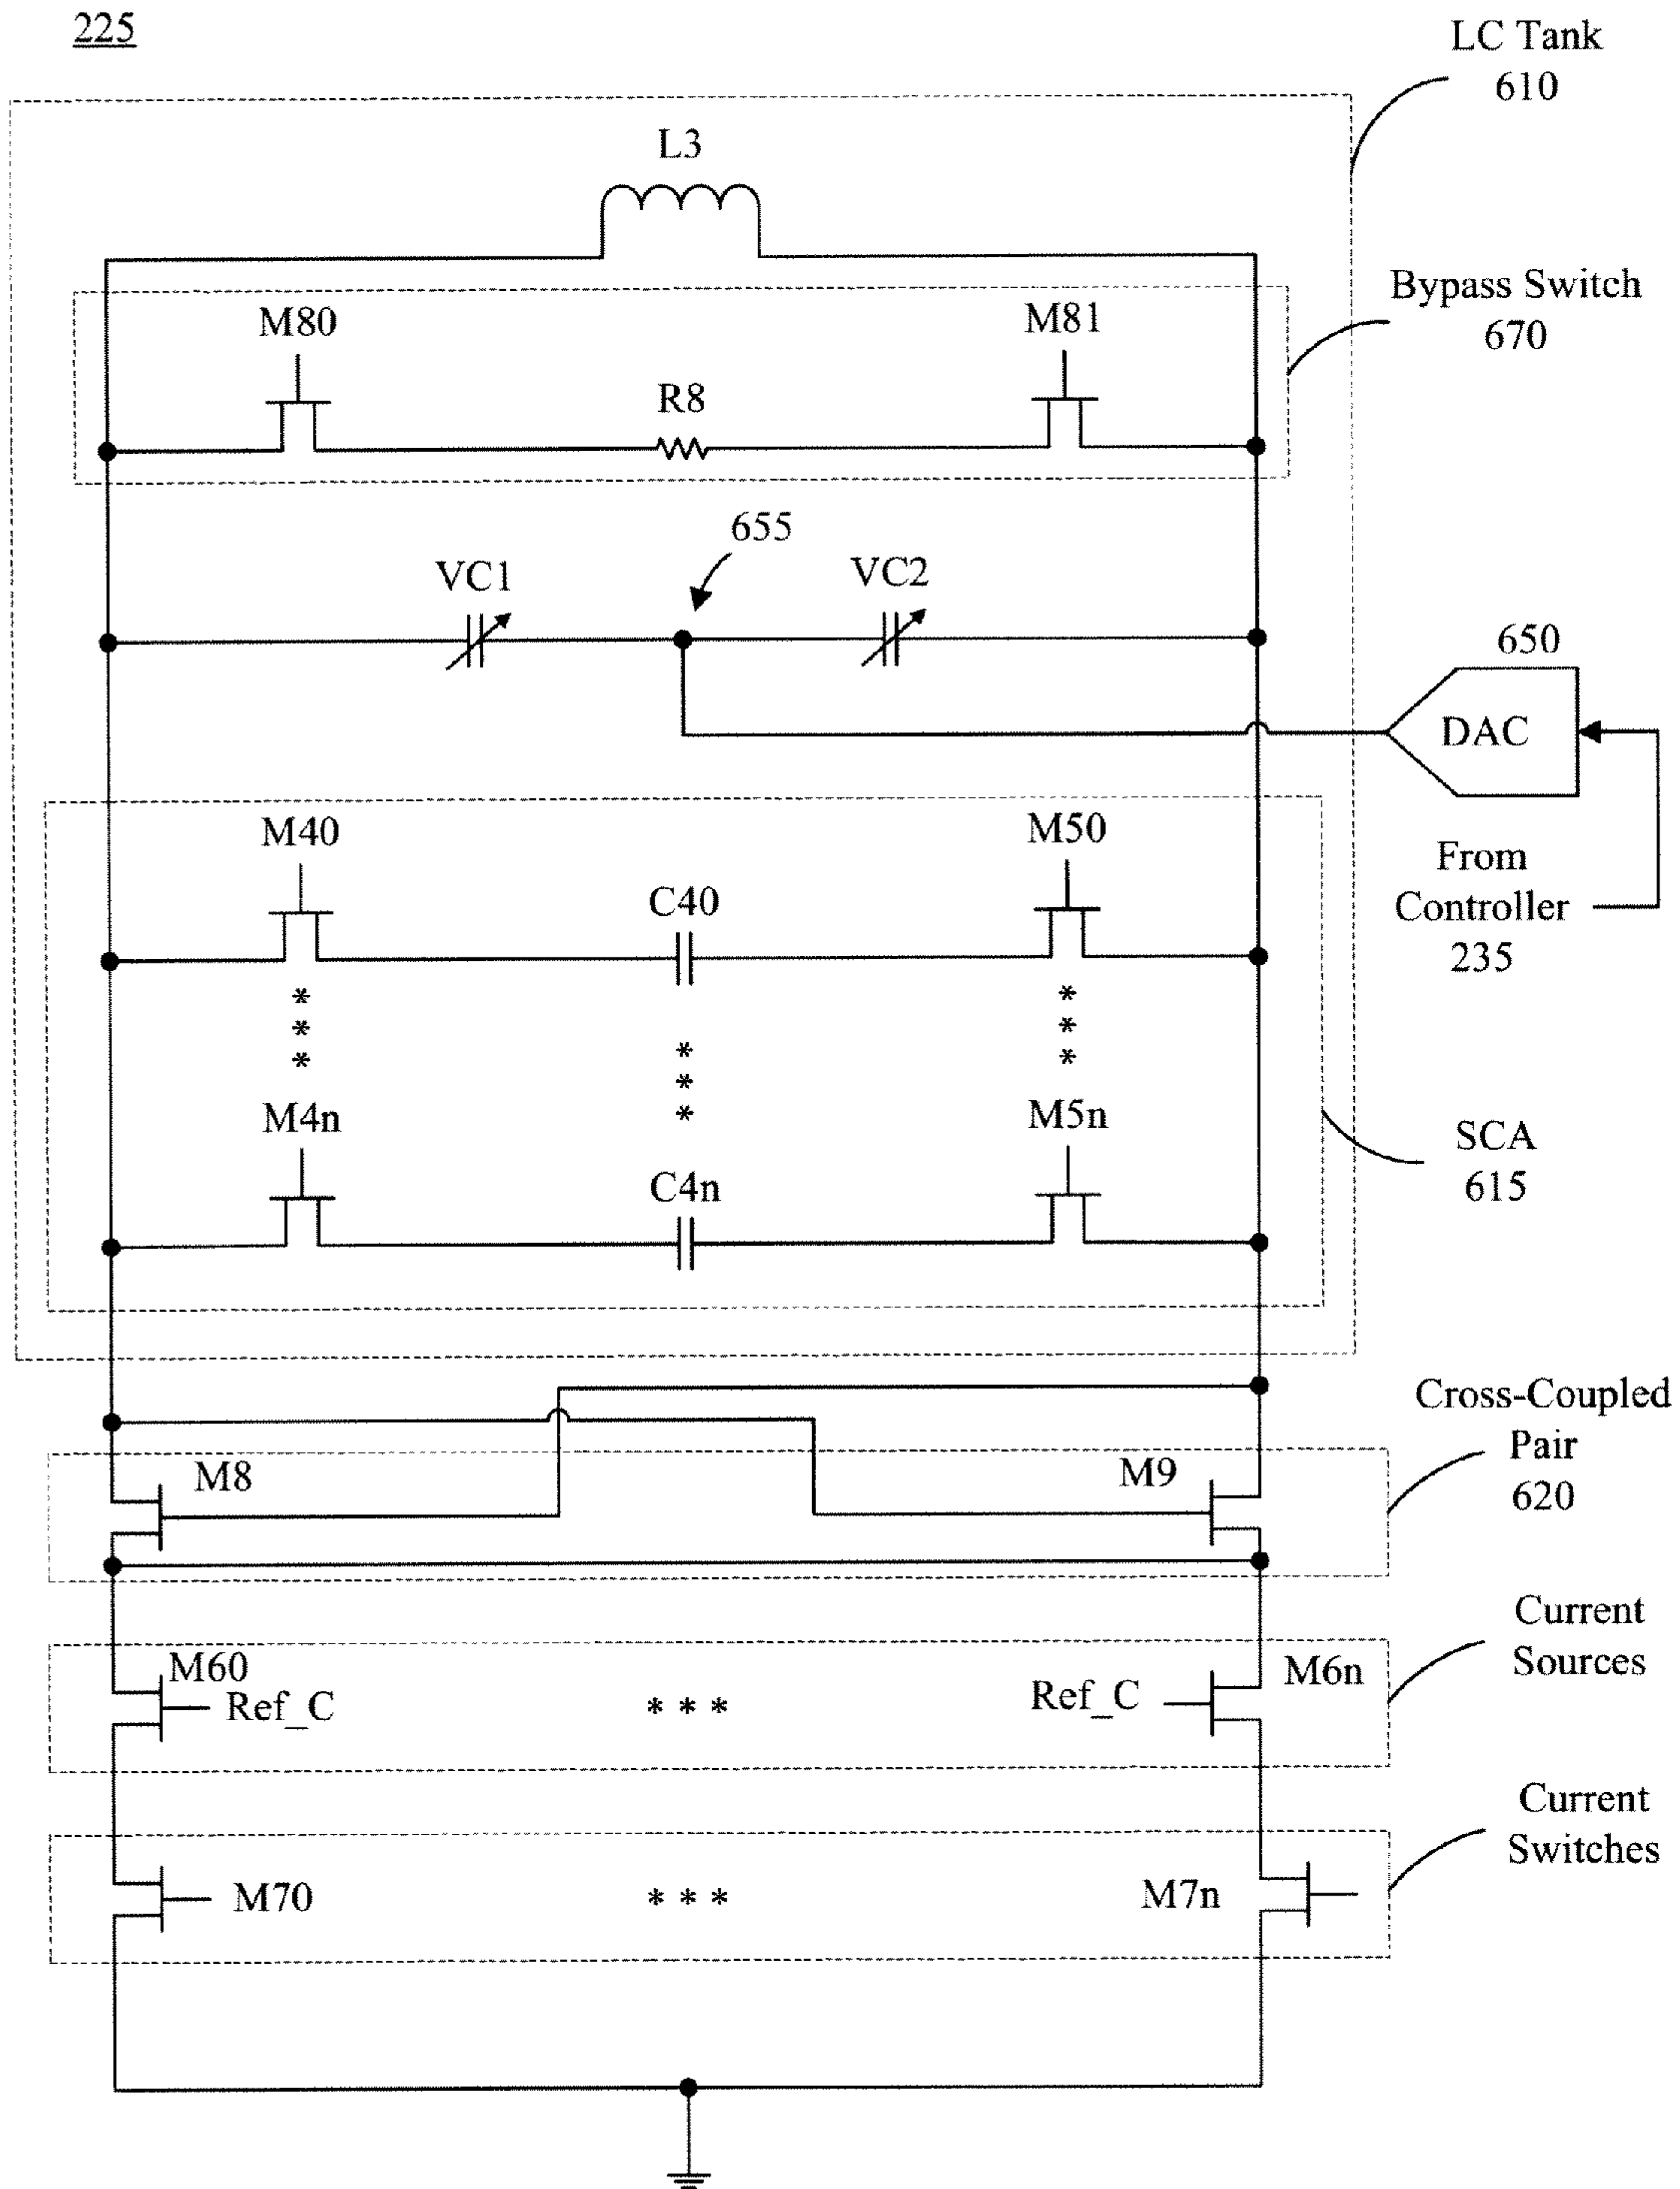 225
LC Tank
610
L3
Bypass Switch
670
M80
M81
R8
655
VC1
VC2
650
DAC
From
Controller
235
M40
M50
C40
* * *
* * *
* * *
M4n
M5n
C4n
SCA
615
Cross-Coupled
Pair
620
M8
M9
Current
Sources
M60
Ref_C
* * *
Ref_C
M6n
Current
Switches
M70
* * *
M7n